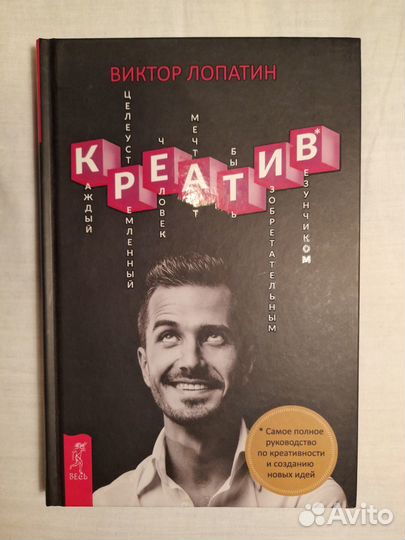 ВИКТОР ЛОПАТИН
КРЕАТИВ*
КАЖДЫЙ
ЦЕЛЕУСТРЕМЛЕННЫЙ
ЧЕЛОВЕК
МЕЧТАЕТ
БЫТЬ
ИЗОБРЕТАТЕЛЬНЫМ
ВЕЗУНЧИКОМ
* Самое полное
руководство
по креативности
и созданию
новых идей
ВЕСЬ
Avito